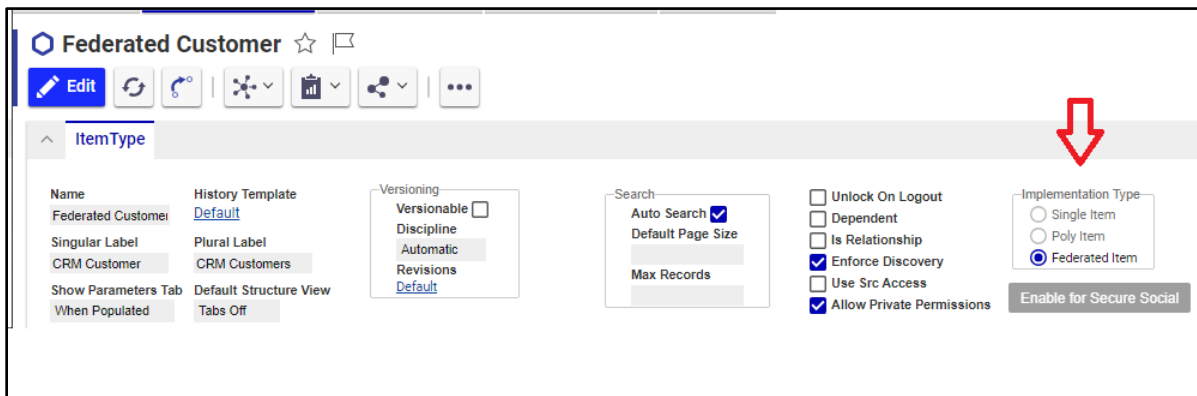 Federated Customer
Edit
ItemType
Name
Federated Customer
History Template
Default
Singular Label
CRM Customer
Plural Label
CRM Customers
Show Parameters Tab
When Populated
Default Structure View
Tabs Off
Versioning
Versionable
Discipline
Automatic
Revisions
Default
Search
Auto Search
Default Page Size
Max Records
Unlock On Logout
Dependent
Is Relationship
Enforce Discovery
Use Src Access
Allow Private Permissions
Implementation Type
Single Item
Poly Item
Federated Item
Enable for Secure Social